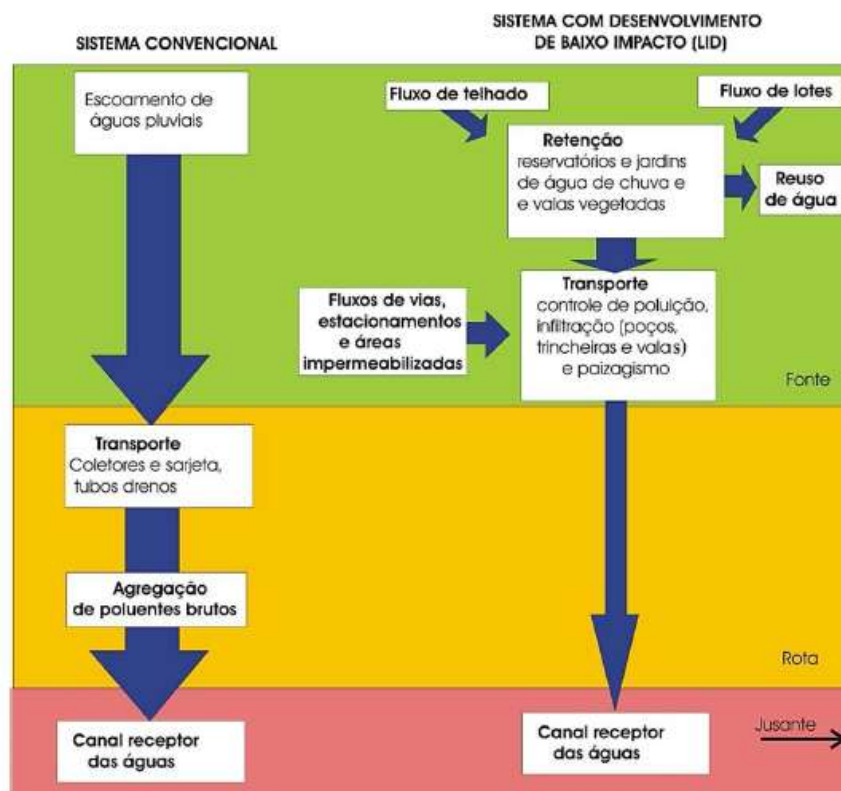 SISTEMA CONVENCIONAL
SISTEMA COM DESENVOLVIMENTO
DE BAIXO IMPACTO (LID)
Escoamento de
águas pluviais
Fluxo de telhado
Fluxo de lotes
Retenção
reservatórios e jardins
de água de chuva e
e valas vegetadas
Reuso
de água
Fluxos de vias,
estacionamentos
e áreas
impermeabilizadas
Transporte
controle de poluição,
infiltração (poços,
trincheiras e valas)
e paizagismo
Fonte
Transporte
Coletores e sarjeta,
tubos drenos
Agregação
de poluentes brutos
Rota
Canal receptor
das águas
Canal receptor
das águas
Jusante